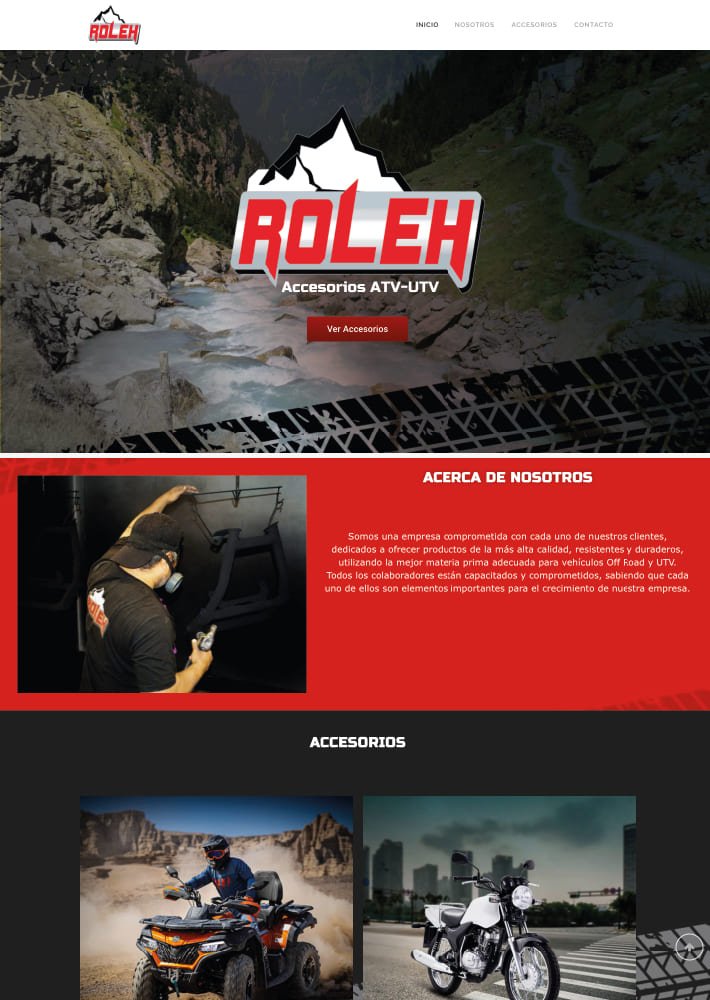 ROLEH
INICIO
NOSOTROS
ACCESORIOS
CONTACTO
ROLEH
Accesorios ATV-UTV
Ver Accesorios
ACERCA DE NOSOTROS
Somos una empresa comprometida con cada uno de nuestros clientes,
dedicados a ofrecer productos de la más alta calidad, resistentes y duraderos,
utilizando la mejor materia prima adecuada para vehículos Off Road y UTV.
Todos los colaboradores están capacitados y comprometidos, sabiendo que cada
uno de ellos son elementos importantes para el crecimiento de nuestra empresa.
ROLEH
ACCESORIOS